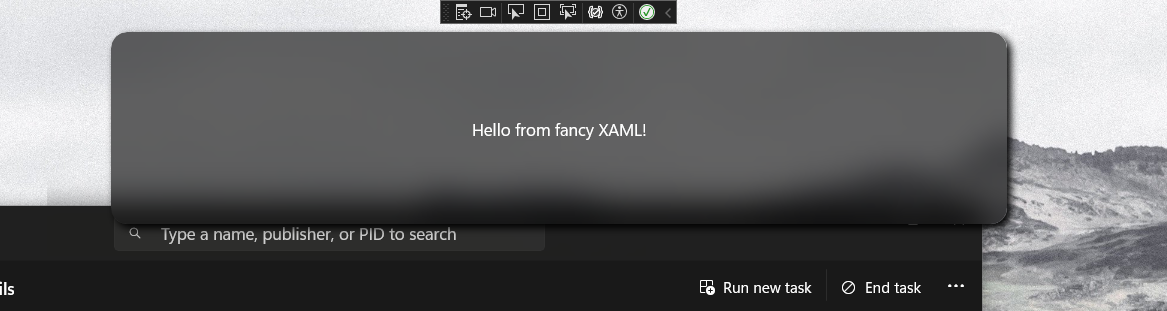 Hello from fancy XAML!
Type a name, publisher, or PID to search
ils
Run new task End task